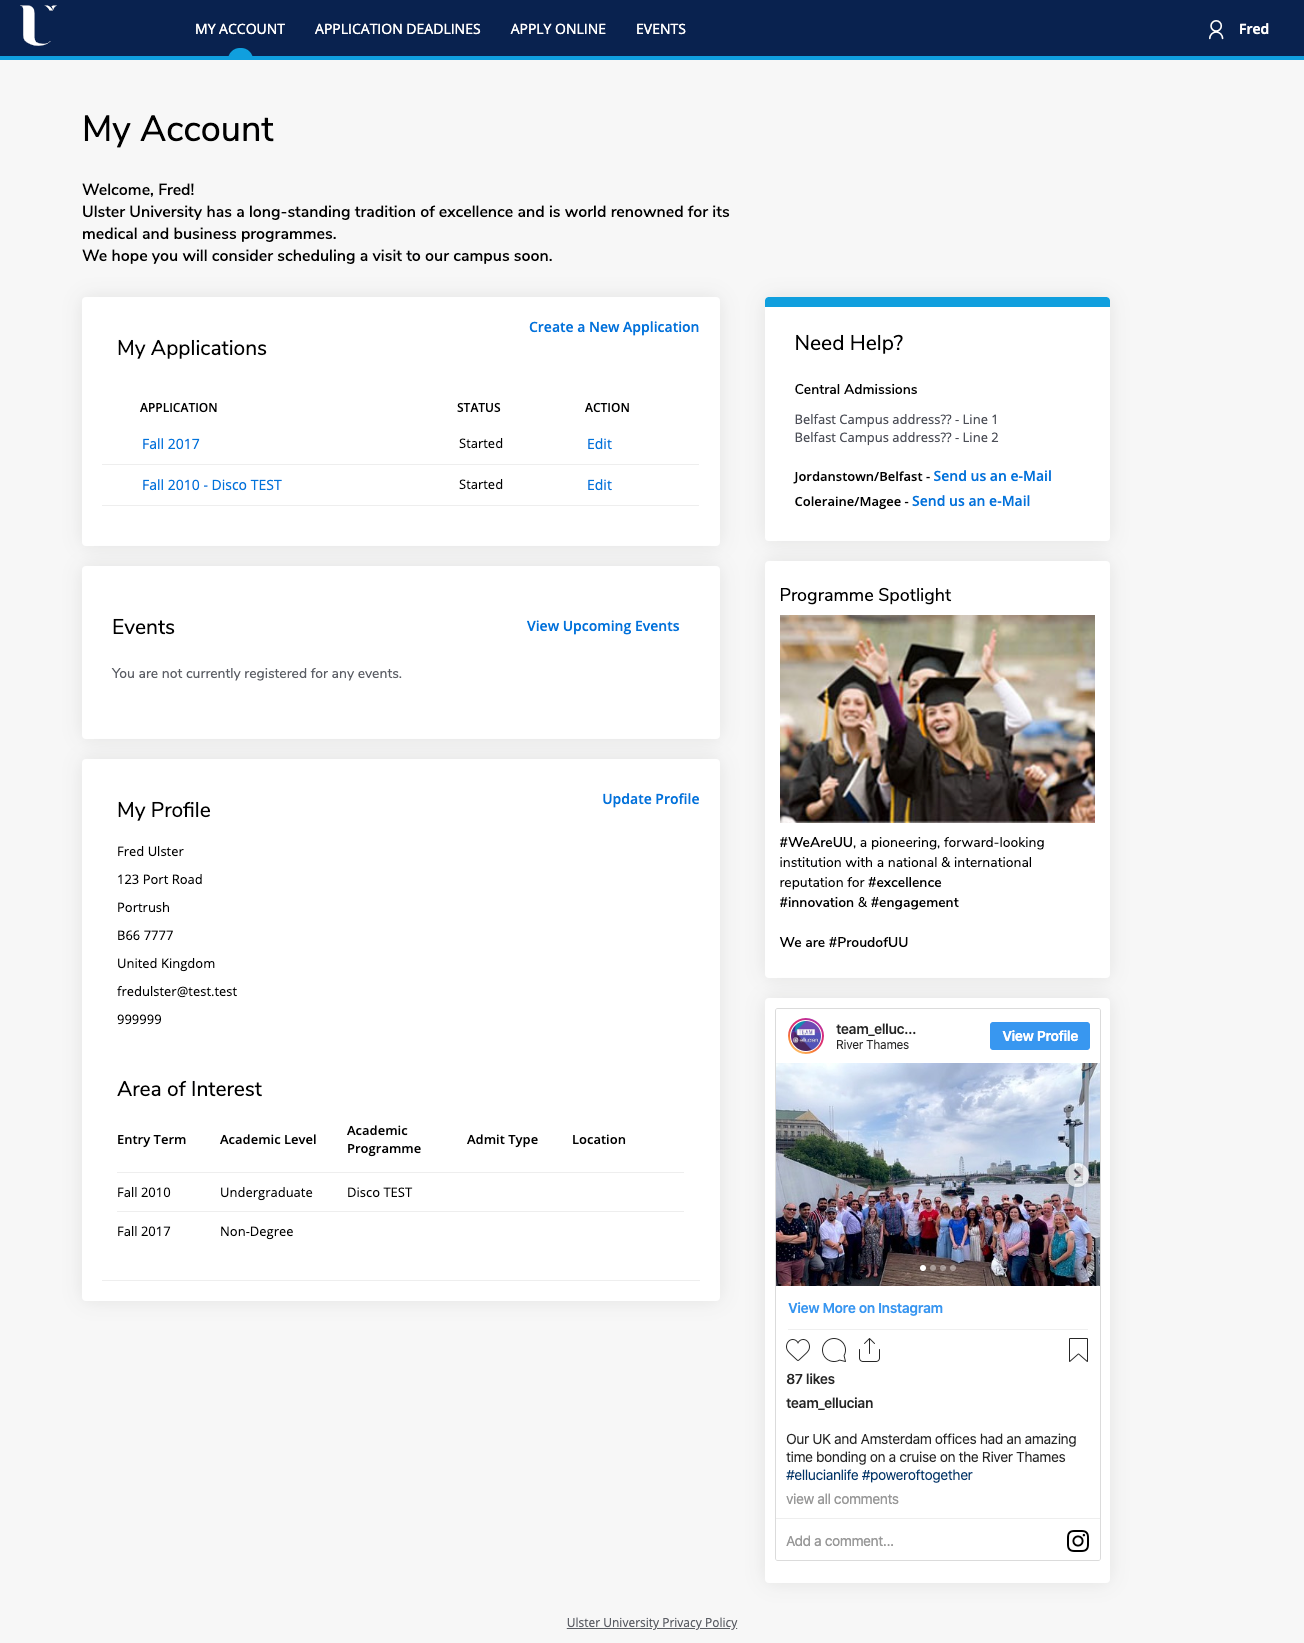 MY ACCOUNT APPLICATION DEADLINES APPLY ONLINE EVENTS Fred
My Account
Welcome, Fred!
Ulster University has a long-standing tradition of excellence and is world renowned for its
medical and business programmes.
We hope you will consider scheduling a visit to our campus soon.
Create a New Application
My Applications
APPLICATION STATUS ACTION
Fall 2017 Started Edit
Fall 2010 - Disco TEST Started Edit
Events View Upcoming Events
You are not currently registered for any events.
Update Profile
My Profile
Fred Ulster
123 Port Road
Portrush
B66 7777
United Kingdom
fredulster@test.test
999999
Area of Interest
Entry Term Academic Level Academic Programme Admit Type Location
Fall 2010 Undergraduate Disco TEST
Fall 2017 Non-Degree
Need Help?
Central Admissions
Belfast Campus address?? - Line 1
Belfast Campus address?? - Line 2
Jordanstown/Belfast - Send us an e-Mail
Coleraine/Magee - Send us an e-Mail
Programme Spotlight
#WeAreUU, a pioneering, forward-looking
institution with a national & international
reputation for #excellence
#innovation & #engagement
We are #ProudofUU
TEAM
ellucian
team_elluc...
River Thames
View Profile
View More on Instagram
87 likes
team_ellucian
Our UK and Amsterdam offices had an amazing
time bonding on a cruise on the River Thames
#ellucianlife #poweroftogether
view all comments
Add a comment...
Ulster University Privacy Policy